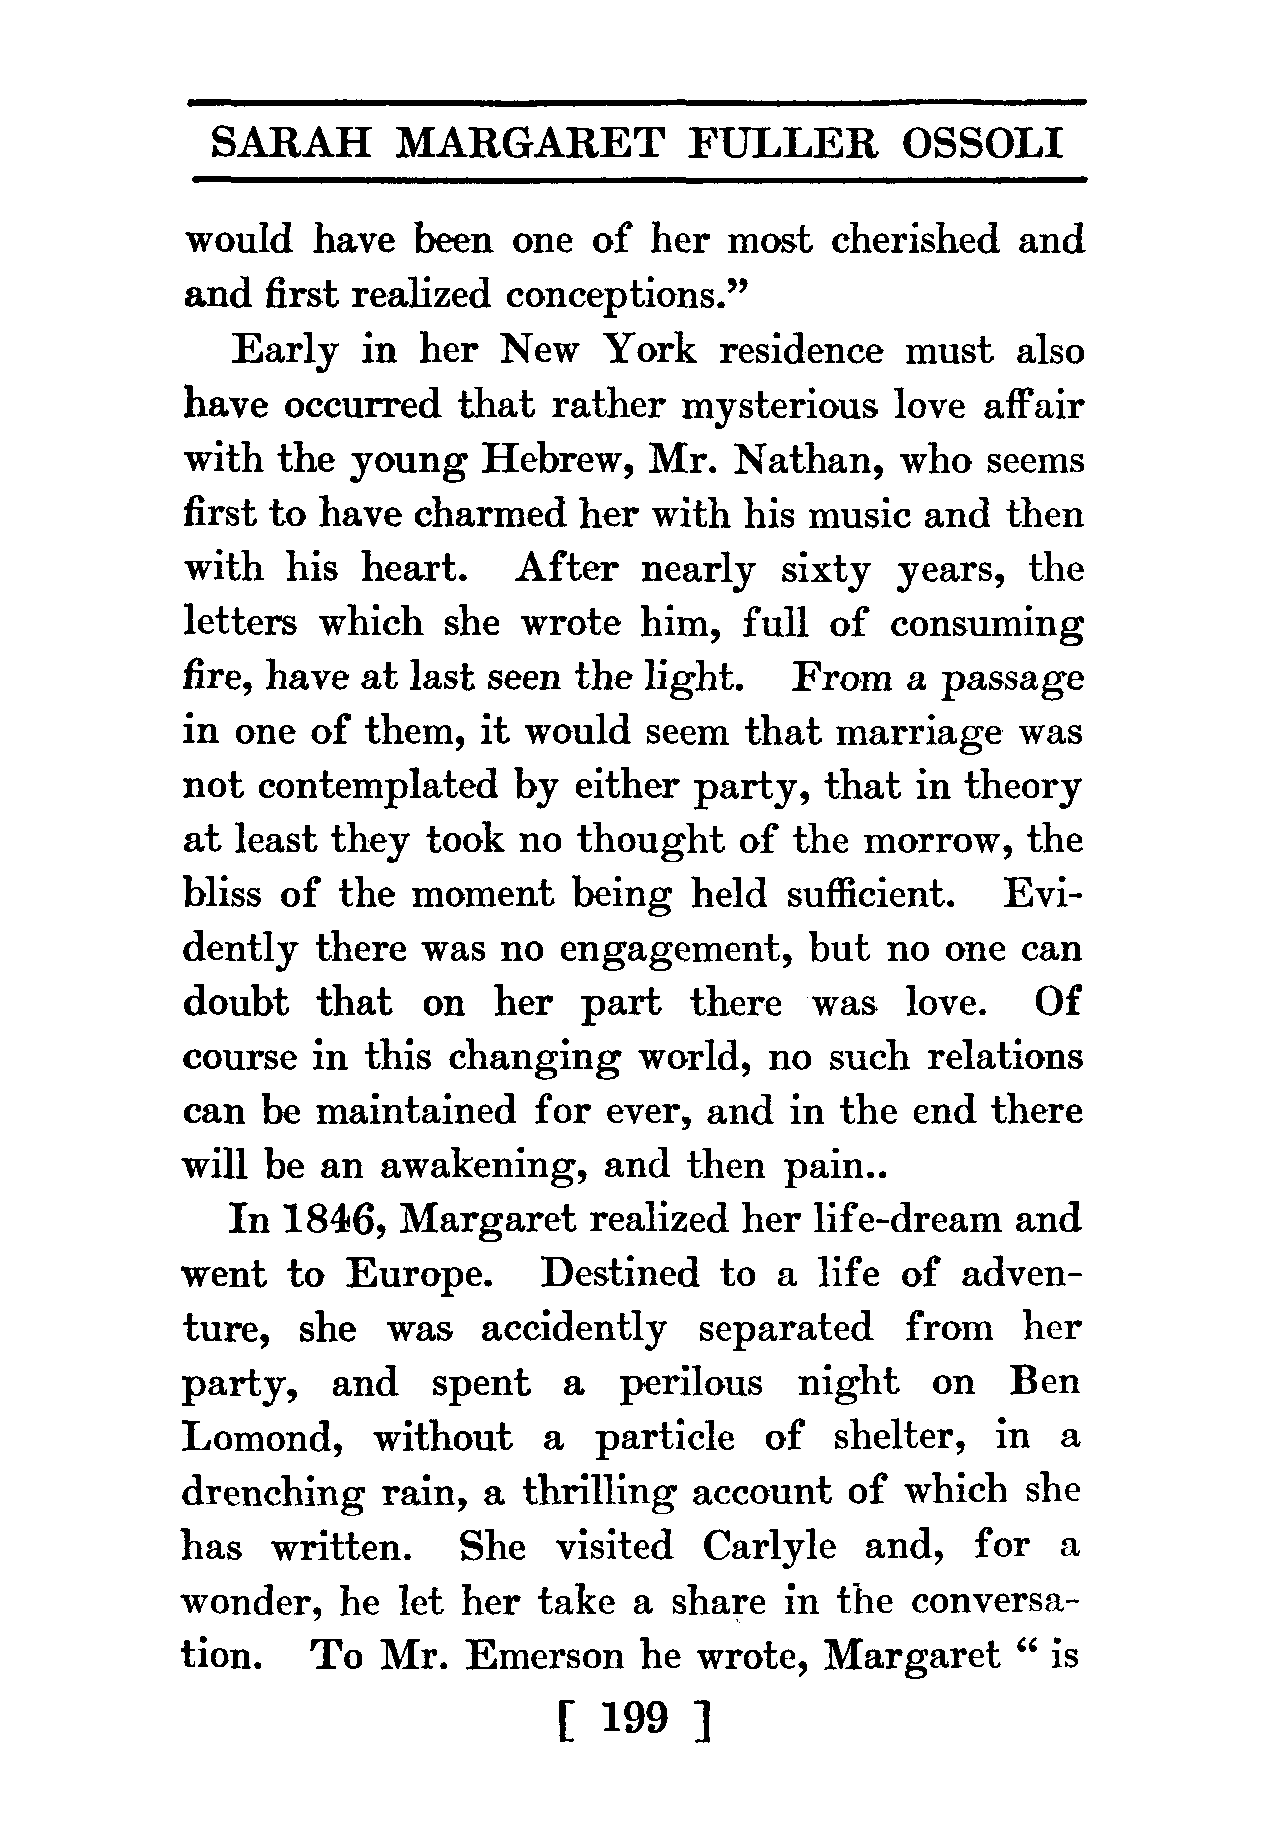 SARAH MARGARET FULLER OSSOLI
would have been one of her most cherished and
and first realized conceptions.”
Early in her New York residence must also
have occurred that rather mysterious love affair
with the young Hebrew, Mr. Nathan, who seems
first to have charmed her with his music and then
with his heart. After nearly sixty years, the
letters which she wrote him, full of consuming
fire, have at last seen the light. From a passage
in one of them, it would seem that marriage was
not contemplated by either party, that in theory
at least they took no thought of the morrow, the
bliss of the moment being held sufficient. Evi-
dently there was no engagement, but no one can
doubt that on her part there was love. Of
course in this changing world, no such relations
can be maintained for ever, and in the end there
will be an awakening, and then pain..
In 1846, Margaret realized her life-dream and
went to Europe. Destined to a life of adven-
ture, she was accidently separated from her
party, and spent a perilous night on Ben
Lomond, without a particle of shelter, in a
drenching rain, a thrilling account of which she
has written. She visited Carlyle and, for a
wonder, he let her take a share in the conversa-
tion. To Mr. Emerson he wrote, Margaret “ is
[ 199 ]